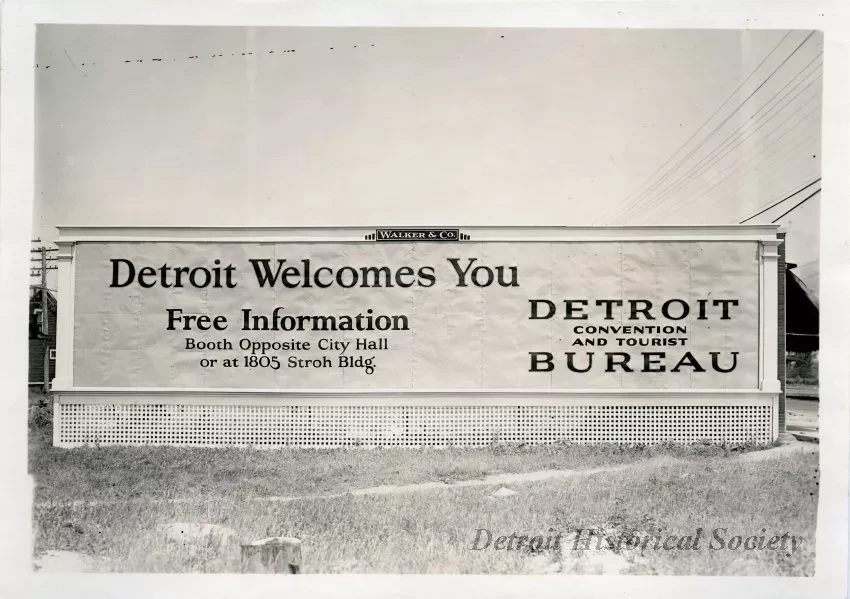 WALKER & CO.
Detroit Welcomes You
Free Information
Booth Opposite City Hall
or at 1805 Stroh Bldg.
DETROIT
CONVENTION
AND TOURIST
BUREAU
Detroit Historical Society